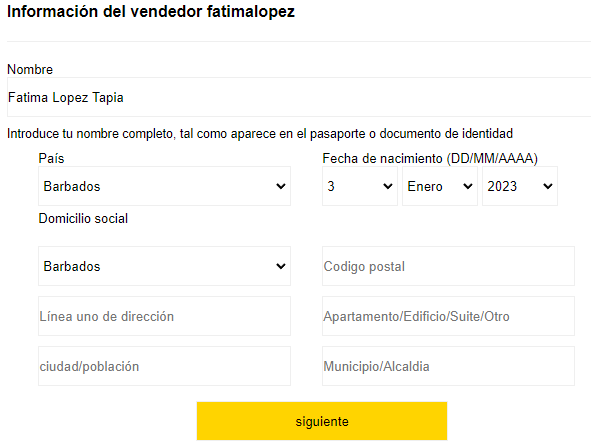 Información del vendedor fatimalopez
Nombre
Fatima Lopez Tapia
Introduce tu nombre completo, tal como aparece en el pasaporte o documento de identidad
País Fecha de nacimiento (DD/MM/AAAA)
Barbados 3 Enero 2023
Domicilio social
Barbados Codigo postal
Línea uno de dirección Apartamento/Edificio/Suite/Otro
ciudad/población Municipio/Alcaldia
siguiente